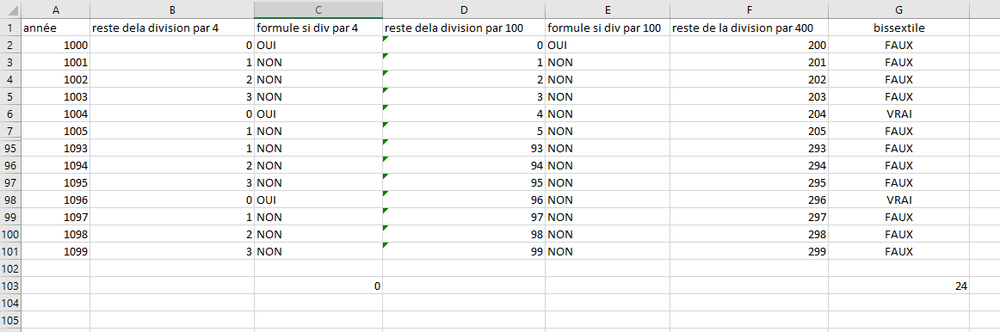 A B C D E F G
1 année reste dela division par 4 formule si div par 4 reste dela division par 100 formule si div par 100 reste de la division par 400 bissextile
2 1000 0 OUI 0 OUI 200 FAUX
3 1001 1 NON 1 NON 201 FAUX
4 1002 2 NON 2 NON 202 FAUX
5 1003 3 NON 3 NON 203 FAUX
6 1004 0 OUI 4 NON 204 VRAI
7 1005 1 NON 5 NON 205 FAUX
95 1093 1 NON 93 NON 293 FAUX
96 1094 2 NON 94 NON 294 FAUX
97 1095 3 NON 95 NON 295 FAUX
98 1096 0 OUI 96 NON 296 VRAI
99 1097 1 NON 97 NON 297 FAUX
100 1098 2 NON 98 NON 298 FAUX
101 1099 3 NON 99 NON 299 FAUX
102
103 0 24
104
105